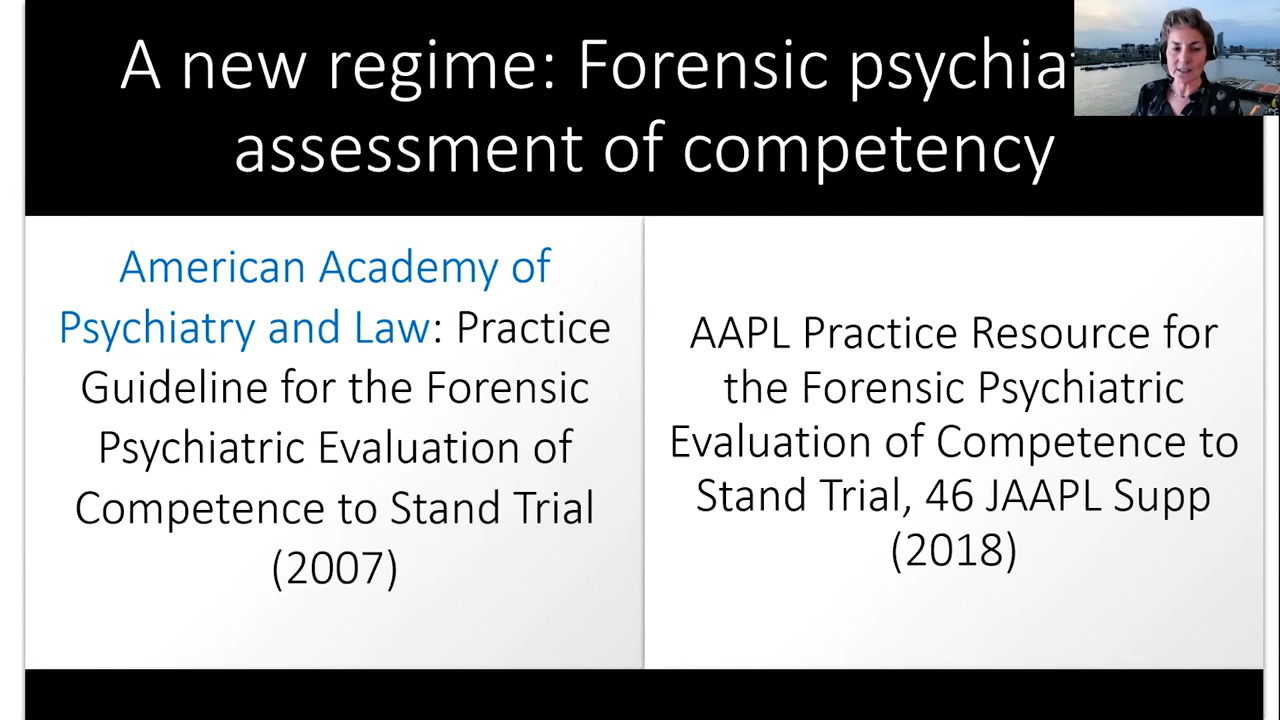 A new regime: Forensic
assessment of competency
American Academy of
Psychiatry and Law: Practice
Guideline for the Forensic
Psychiatric Evaluation of
Competence to Stand Trial
(2007)
AAPL Practice Resource for
the Forensic Psychiatric
Evaluation of Competence to
Stand Trial, 46 JAAPL Supp
(2018)